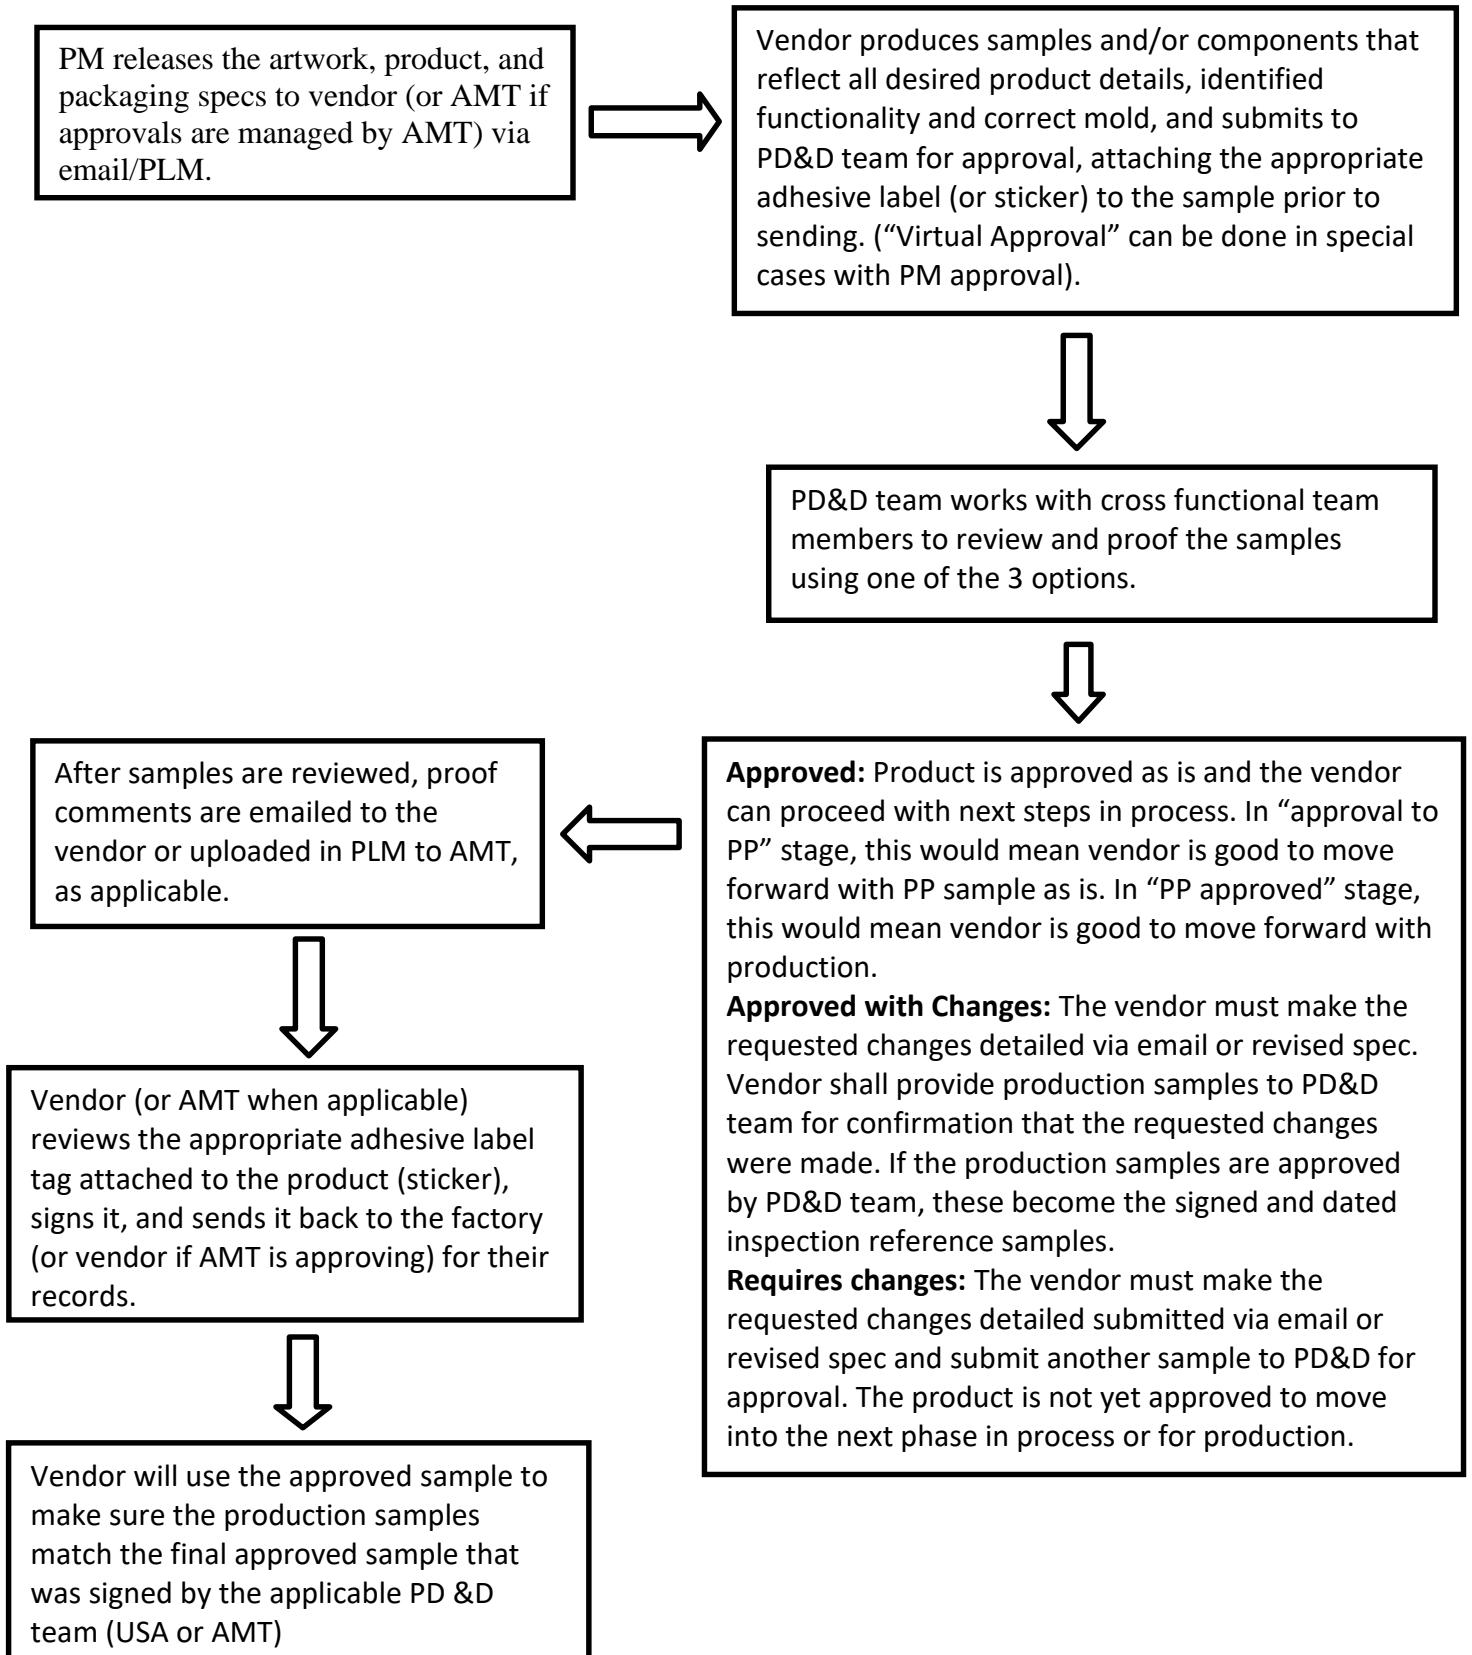 PM releases the artwork, product, and
packaging specs to vendor (or AMT if
approvals are managed by AMT) via
email/PLM.
Vendor produces samples and/or components that
reflect all desired product details, identified
functionality and correct mold, and submits to
PD&D team for approval, attaching the appropriate
adhesive label (or sticker) to the sample prior to
sending. (“Virtual Approval” can be done in special
cases with PM approval).
PD&D team works with cross functional team
members to review and proof the samples
using one of the 3 options.
Approved: Product is approved as is and the vendor
can proceed with next steps in process. In “approval to
PP” stage, this would mean vendor is good to move
forward with PP sample as is. In “PP approved” stage,
this would mean vendor is good to move forward with
production.
Approved with Changes: The vendor must make the
requested changes detailed via email or revised spec.
Vendor shall provide production samples to PD&D
team for confirmation that the requested changes
were made. If the production samples are approved
by PD&D team, these become the signed and dated
inspection reference samples.
Requires changes: The vendor must make the
requested changes detailed submitted via email or
revised spec and submit another sample to PD&D for
approval. The product is not yet approved to move
into the next phase in process or for production.
After samples are reviewed, proof
comments are emailed to the
vendor or uploaded in PLM to AMT,
as applicable.
Vendor (or AMT when applicable)
reviews the appropriate adhesive label
tag attached to the product (sticker),
signs it, and sends it back to the factory
(or vendor if AMT is approving) for their
records.
Vendor will use the approved sample to
make sure the production samples
match the final approved sample that
was signed by the applicable PD &D
team (USA or AMT)